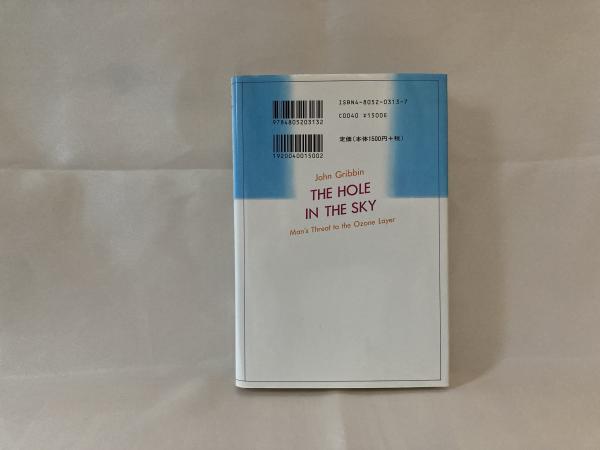 ISBN4-8052-0313-7
9784805203132
C0040 ¥1500E
定価(本体1500円+税)
1920040015002
John Gribbin
THE HOLE
IN THE SKY
Man's Threat to the Ozone Layer